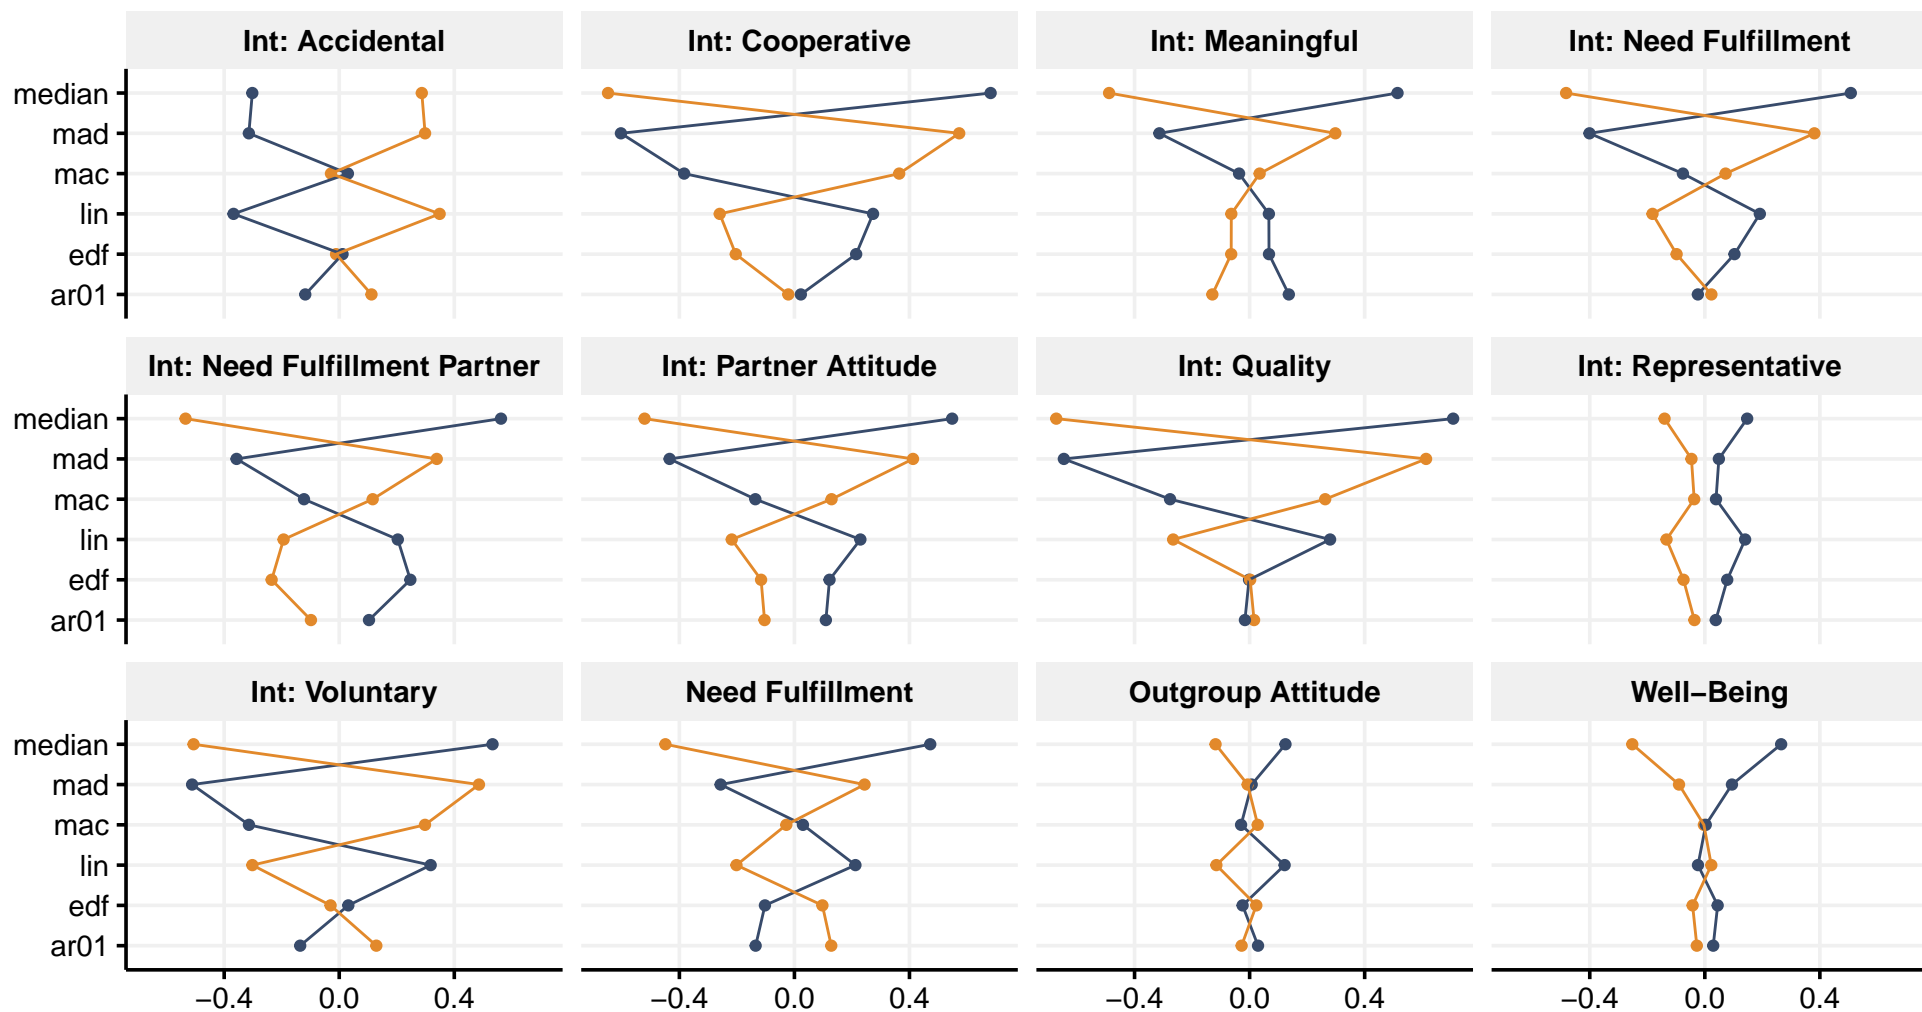 Int: Accidental Int: Cooperative Int: Meaningful Int: Need Fulfillment
median
mad
mac
lin
edf
ar01
Int: Need Fulfillment Partner Int: Partner Attitude Int: Quality Int: Representative
median
mad
mac
lin
edf
ar01
Int: Voluntary Need Fulfillment Outgroup Attitude Well−Being
median
mad
mac
lin
edf
ar01
−0.4 0.0 0.4 −0.4 0.0 0.4 −0.4 0.0 0.4 −0.4 0.0 0.4